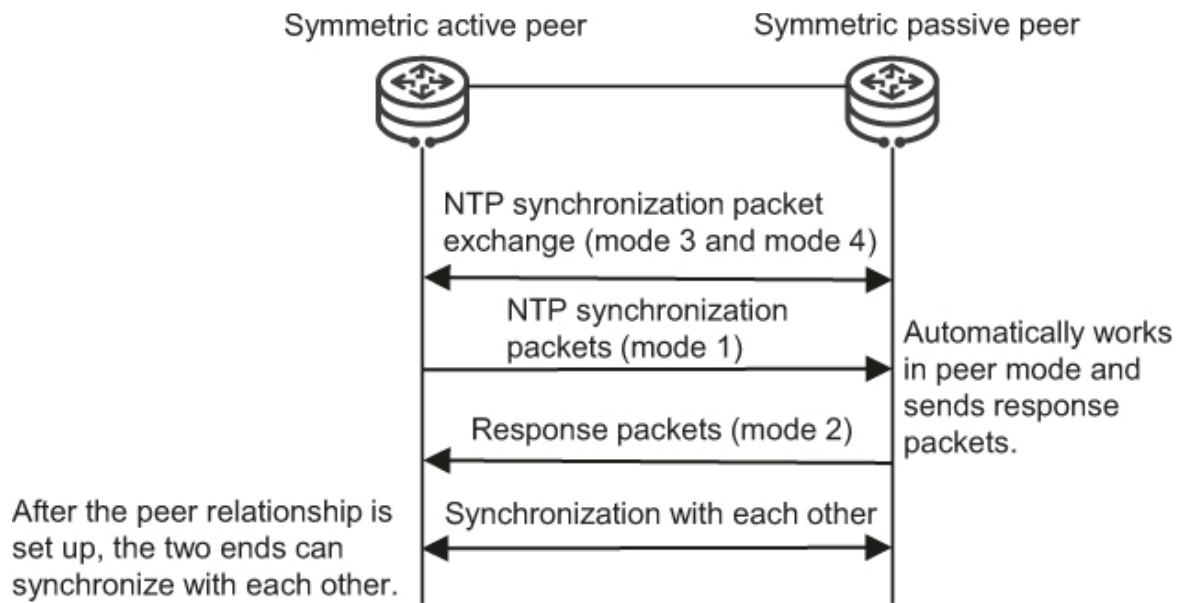 Symmetric active peer
Symmetric passive peer
NTP synchronization packet
exchange (mode 3 and mode 4)
NTP synchronization
packets (mode 1)
Automatically works
in peer mode and
sends response
packets.
Response packets (mode 2)
After the peer relationship is
set up, the two ends can
synchronize with each other.
Synchronization with each other